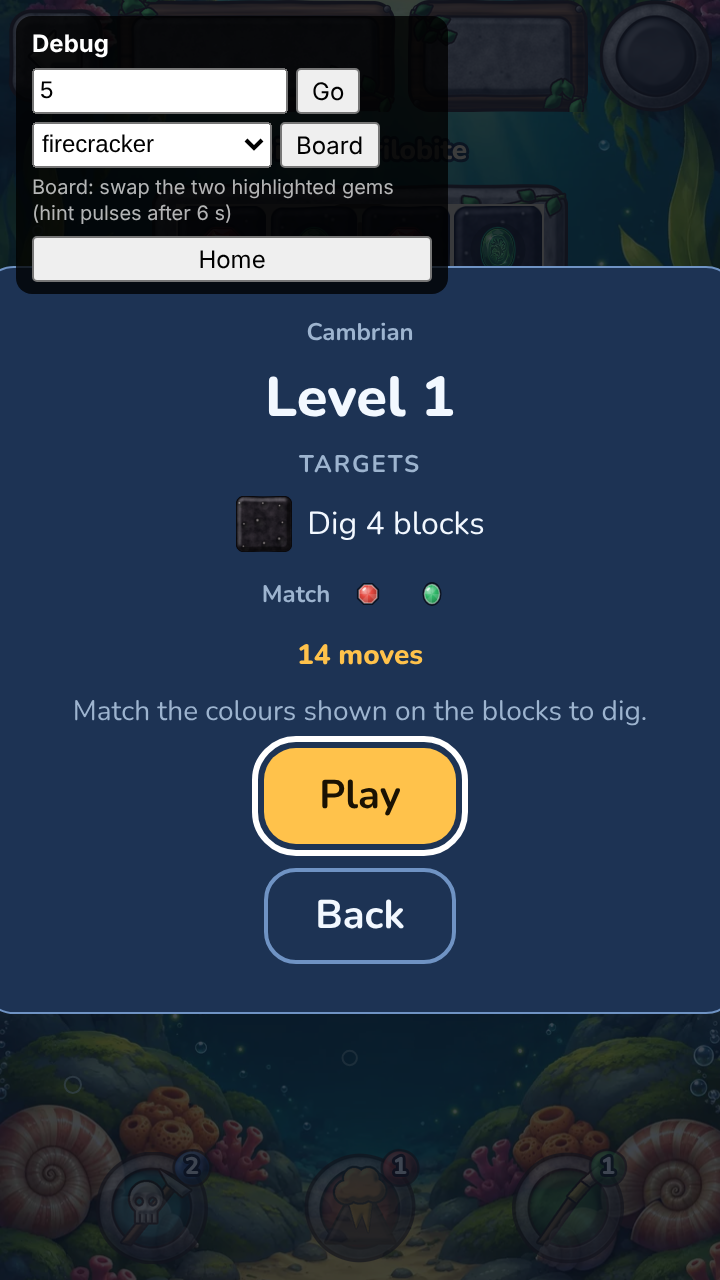 Debug
5
Go
firecracker
Board
Board: swap the two highlighted gems
(hint pulses after 6 s)
Home
Cambrian
Level 1
TARGETS
Dig 4 blocks
Match
14 moves
Match the colours shown on the blocks to dig.
Play
Back
2
1
1